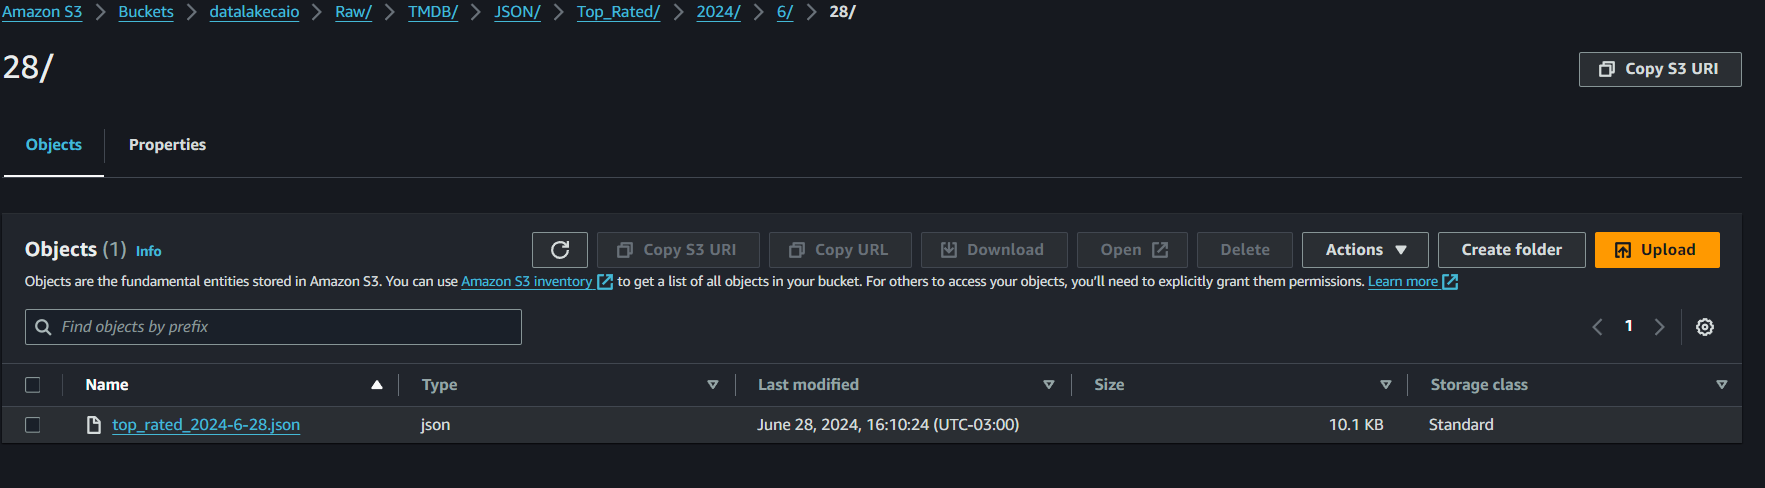 Amazon S3 > Buckets > datalakecaio > Raw/ > TMDB/ > JSON/ > Top_Rated/ > 2024/ > 6/ > 28/
28/
Copy S3 URI
Objects Properties
Objects (1) Info
Copy S3 URI Copy URL Download Open Delete Actions Create folder Upload
Objects are the fundamental entities stored in Amazon S3. You can use Amazon S3 inventory to get a list of all objects in your bucket. For others to access your objects, you'll need to explicitly grant them permissions. Learn more
Find objects by prefix
1
Name Type Last modified Size Storage class
top_rated_2024-6-28.json json June 28, 2024, 16:10:24 (UTC-03:00) 10.1 KB Standard